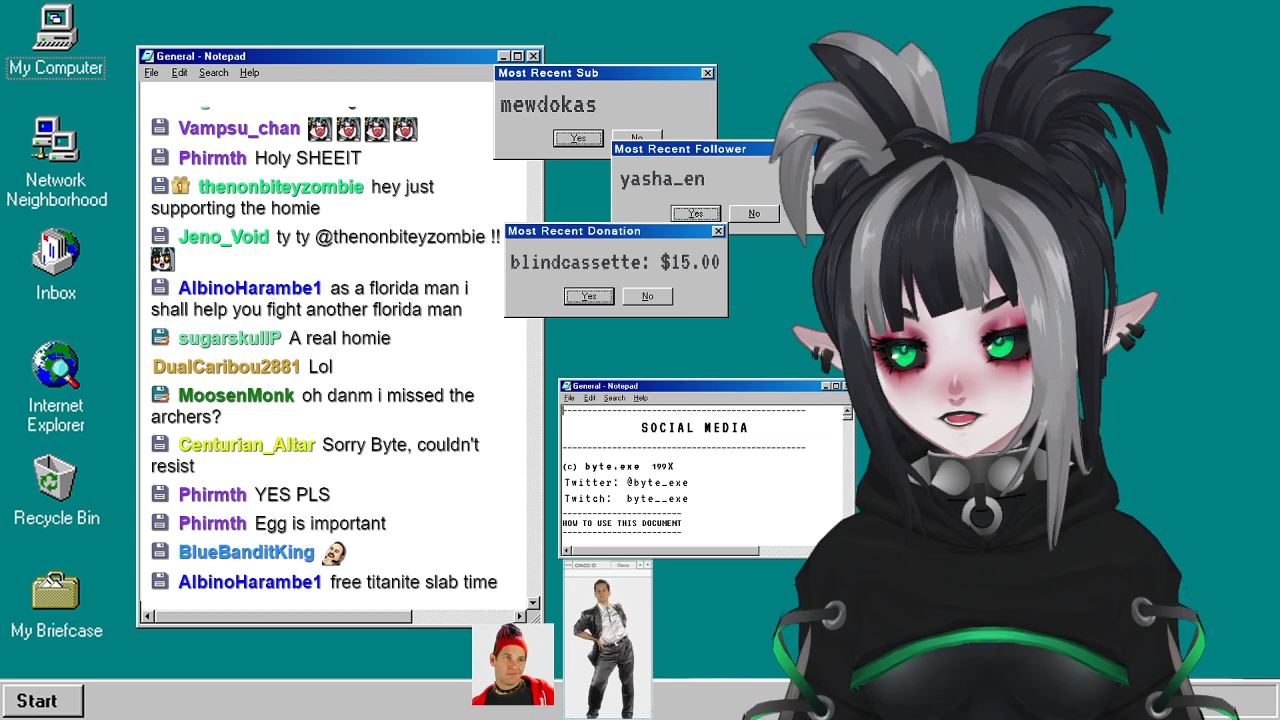 My Computer
Network
Neighborhood
Inbox
Internet
Explorer
Recycle Bin
My Briefcase
Start
General - Notepad
File Edit Search Help
Vampsu_chan
Phirmth Holy SHEEIT
thenonbiteyzombie hey just
supporting the homie
Jeno_Void ty ty @thenonbiteyzombie !!
AlbinoHarambe1 as a florida man i
shall help you fight another florida man
sugarskullP A real homie
DualCaribou2881 Lol
MoosenMonk oh danm i missed the
archers?
Centurian_Altar Sorry Byte, couldn't
resist
Phirmth YES PLS
Phirmth Egg is important
BlueBanditKing
AlbinoHarambe1 free titanite slab time
Most Recent Sub
mewdokas
Yes No
Most Recent Follower
yasha_en
Yes No
Most Recent Donation
blindcassette: $15.00
Yes No
General - Notepad
File Edit Search Help
SOCIAL MEDIA
(c) byte.exe 199X
Twitter: @byte_exe
Twitch: byte__exe
HOW TO USE THIS DOCUMENT
CINCO ID Close